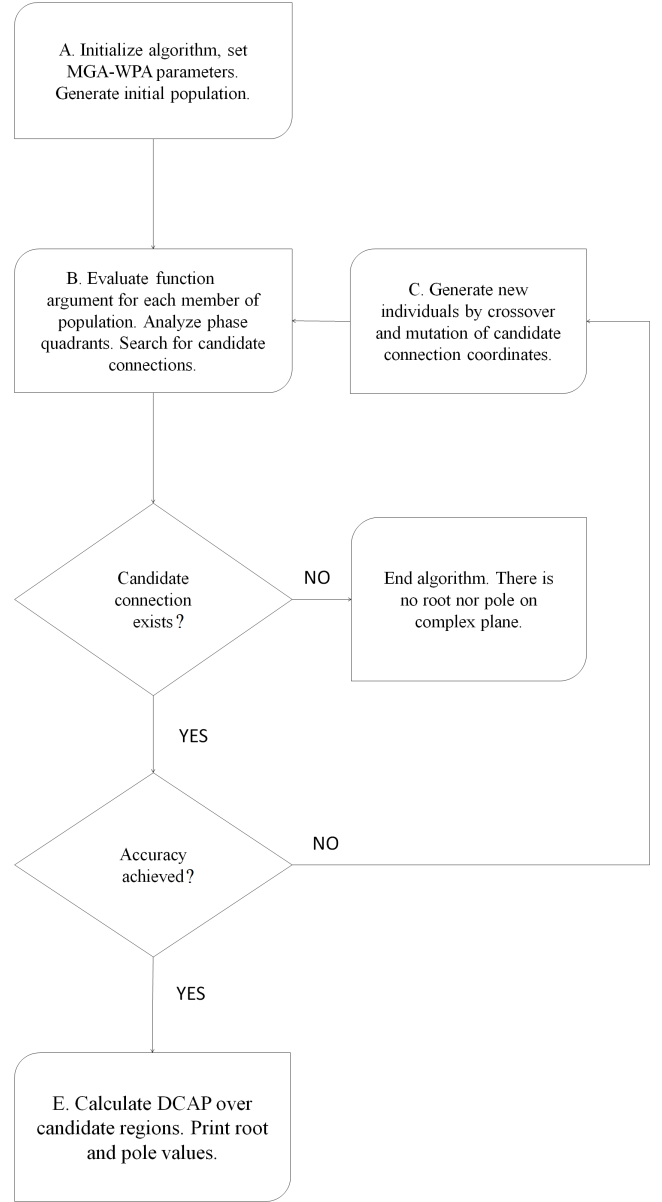 A. Initialize algorithm, set
MGA-WPA parameters.
Generate initial population.
B. Evaluate function
argument for each member of
population. Analyze phase
quadrants. Search for candidate
connections.
C. Generate new
individuals by crossover
and mutation of candidate
connection coordinates.
Candidate
connection
exists?
NO
End algorithm. There is
no root nor pole on
complex plane.
YES
Accuracy
achieved?
NO
YES
E. Calculate DCAP over
candidate regions. Print root
and pole values.